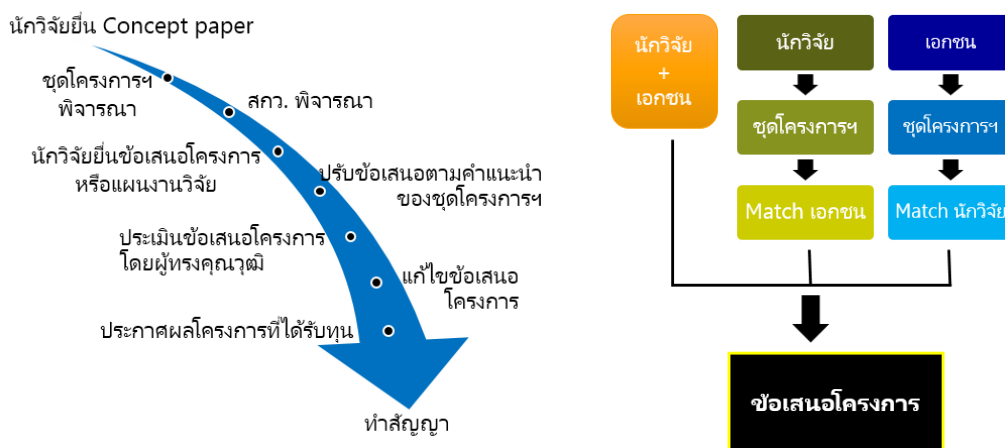 นักวิจัยยื่น Concept paper
ชุดโครงการฯ
พิจารณา
สกว. พิจารณา
นักวิจัยยื่นข้อเสนอโครงการ
หรือแผนงานวิจัย
ปรับข้อเสนอตามคำแนะนำ
ของชุดโครงการฯ
ประเมินข้อเสนอโครงการ
โดยผู้ทรงคุณวุฒิ
แก้ไขข้อเสนอ
โครงการ
ประกาศผลโครงการที่ได้รับทุน
ทำสัญญา
นักวิจัย
+
เอกชน
นักวิจัย
ชุดโครงการฯ
Match เอกชน
เอกชน
ชุดโครงการฯ
Match นักวิจัย
ข้อเสนอโครงการ